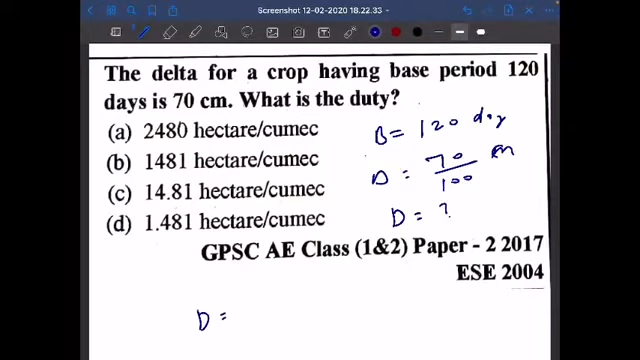 Screenshot 12-02-2020 18.22.33
The delta for a crop having base period 120
days is 70 cm. What is the duty?
(a) 2480 hectare/cumec
(b) 1481 hectare/cumec
(c) 14.81 hectare/cumec
(d) 1.481 hectare/cumec
B = 120 day
D = 70/100 m
D = ?
GPSC AE Class (1&2) Paper - 2 2017
ESE 2004
D =